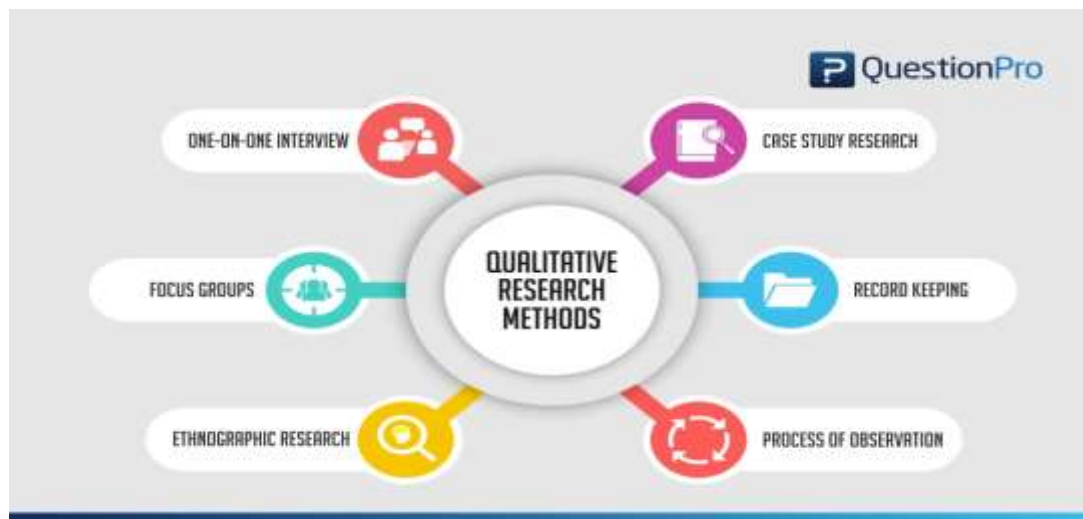 QuestionPro
ONE-ON-ONE INTERVIEW
CASE STUDY RESEARCH
FOCUS GROUPS
QUALITATIVE
RESEARCH
METHODS
RECORD KEEPING
ETHNOGRAPHIC RESEARCH
PROCESS OF OBSERVATION